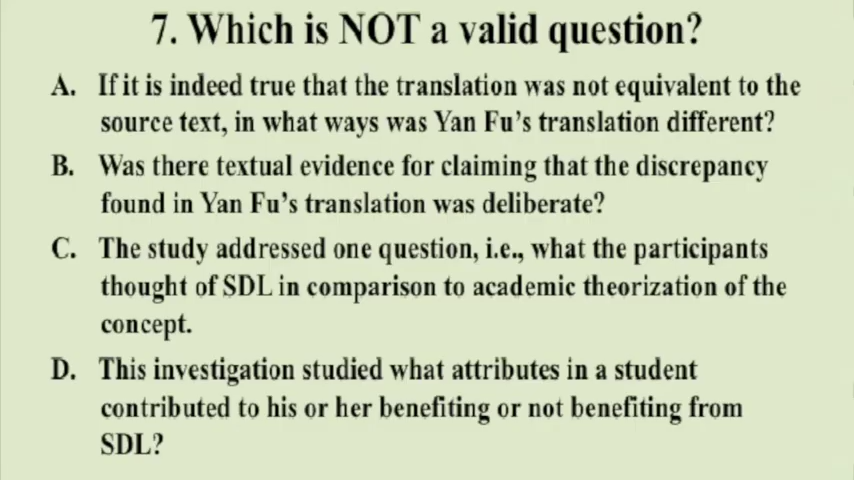 7. Which is NOT a valid question?
A. If it is indeed true that the translation was not equivalent to the
source text, in what ways was Yan Fu's translation different?
B. Was there textual evidence for claiming that the discrepancy
found in Yan Fu's translation was deliberate?
C. The study addressed one question, i.e., what the participants
thought of SDL in comparison to academic theorization of the
concept.
D. This investigation studied what attributes in a student
contributed to his or her benefiting or not benefiting from
SDL?